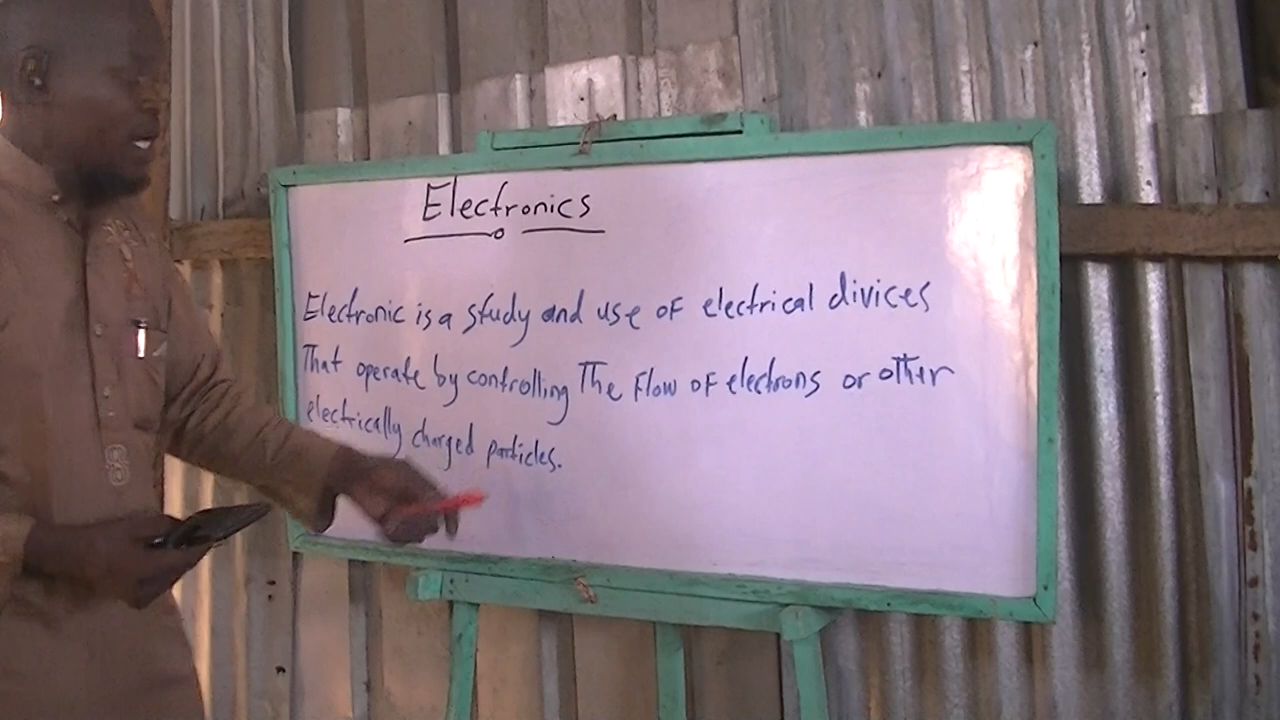 Electronics
Electronic is a study and use of electrical divices
That operate by controlling The flow of electrons or other
electrically charged particles.